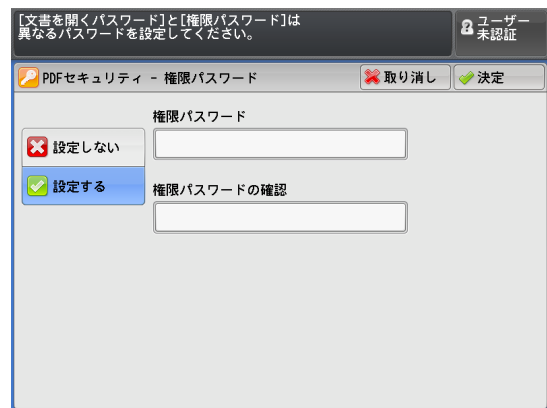 [文書を開くパスワード]と[権限パスワード]は
異なるパスワードを設定してください。
ユーザー
未認証
PDFセキュリティ - 権限パスワード
取り消し
決定
権限パスワード
設定しない
設定する
権限パスワードの確認